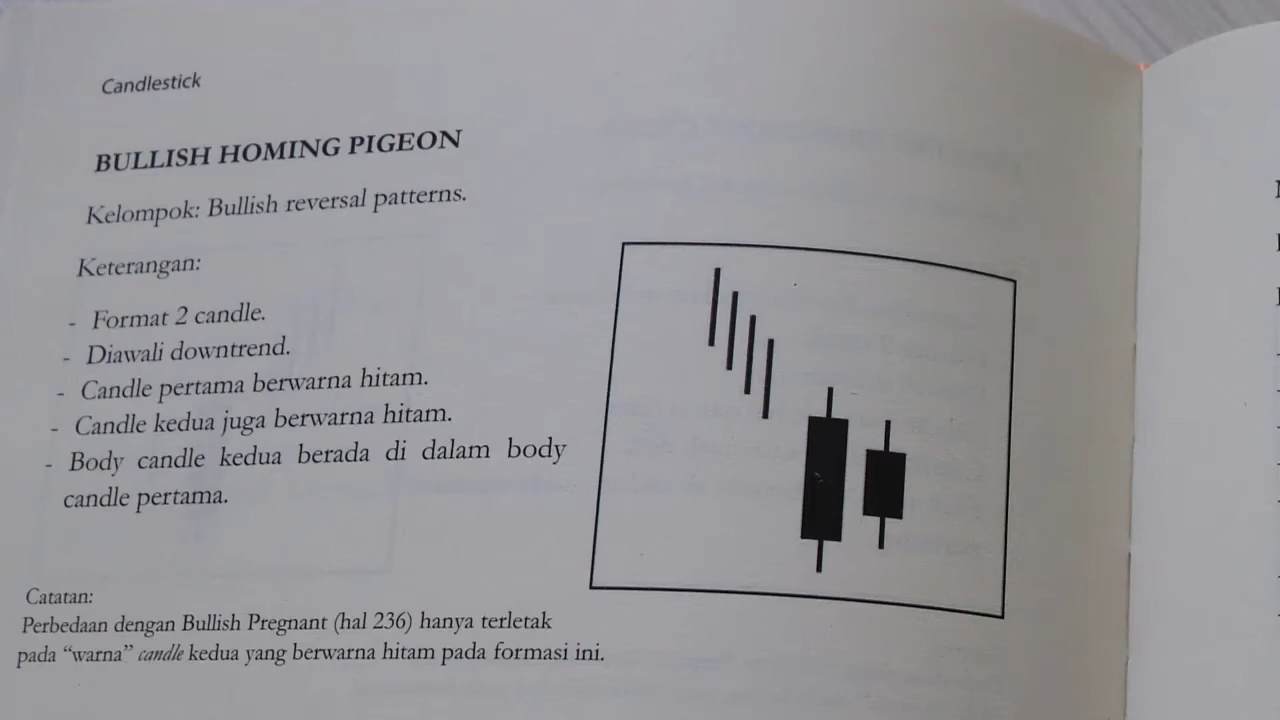 Candlestick
BULLISH HOMING PIGEON
Kelompok: Bullish reversal patterns.
Keterangan:
- Format 2 candle.
- Diawali downtrend.
- Candle pertama berwarna hitam.
- Candle kedua juga berwarna hitam.
- Body candle kedua berada di dalam body
candle pertama.
Catatan:
Perbedaan dengan Bullish Pregnant (hal 236) hanya terletak
pada “warna” candle kedua yang berwarna hitam pada formasi ini.